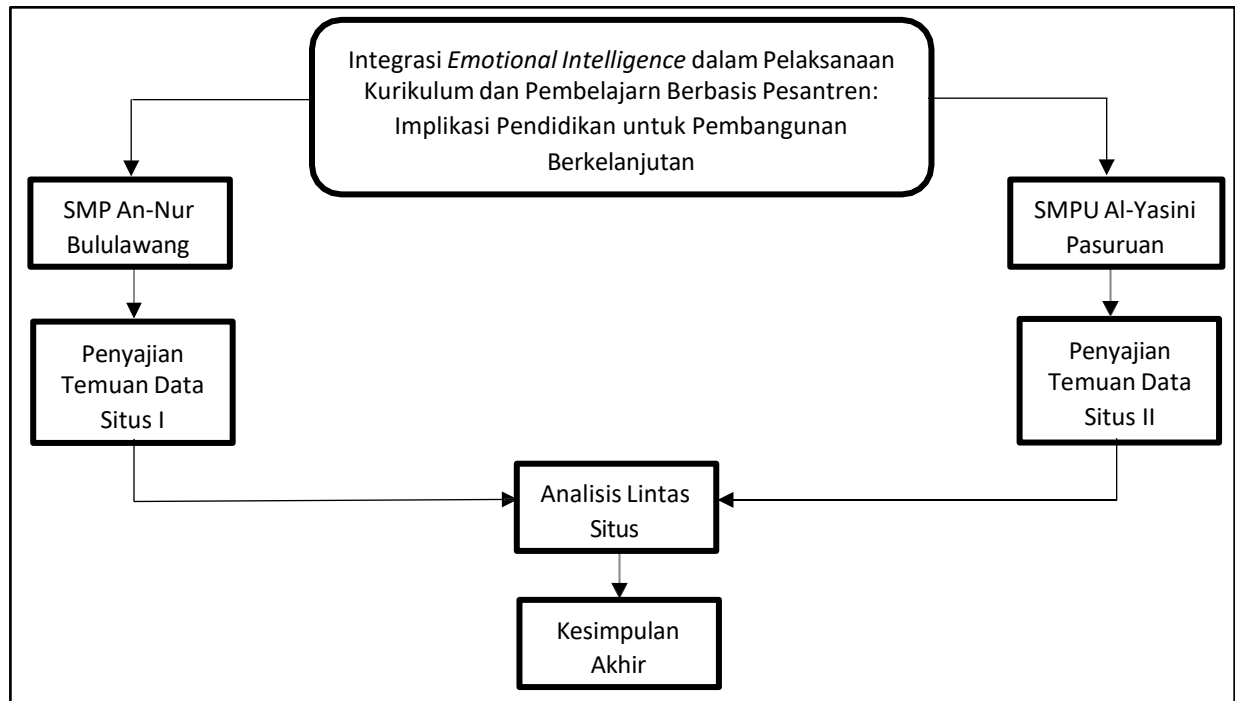 Integrasi Emotional Intelligence dalam Pelaksanaan
Kurikulum dan Pembelajarn Berbasis Pesantren:
Implikasi Pendidikan untuk Pembangunan
Berkelanjutan
SMP An-Nur
Bululawang
SMPU Al-Yasini
Pasuruan
Penyajian
Temuan Data
Situs I
Penyajian
Temuan Data
Situs II
Analisis Lintas
Situs
Kesimpulan
Akhir